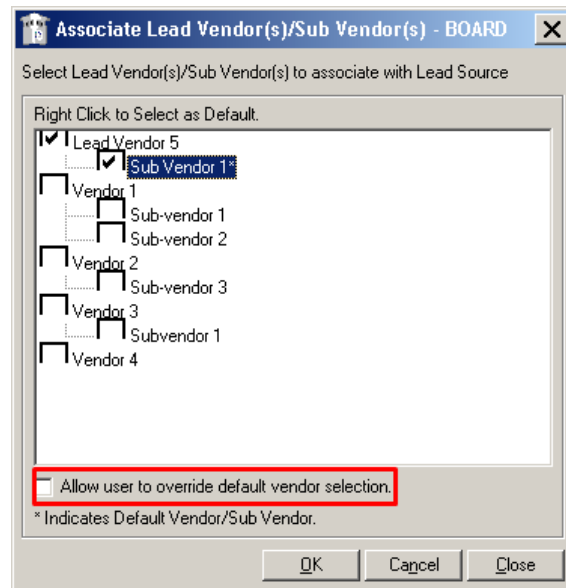 Associate Lead Vendor(s)/Sub Vendor(s) - BOARD
Select Lead Vendor(s)/Sub Vendor(s) to associate with Lead Source
Right Click to Select as Default.
Lead Vendor 5
Sub Vendor 1*
Vendor 1
Sub-vendor 1
Sub-vendor 2
Vendor 2
Sub-vendor 3
Vendor 3
Subvendor 1
Vendor 4
Allow user to override default vendor selection.
* Indicates Default Vendor/Sub Vendor.
OK Cancel Close